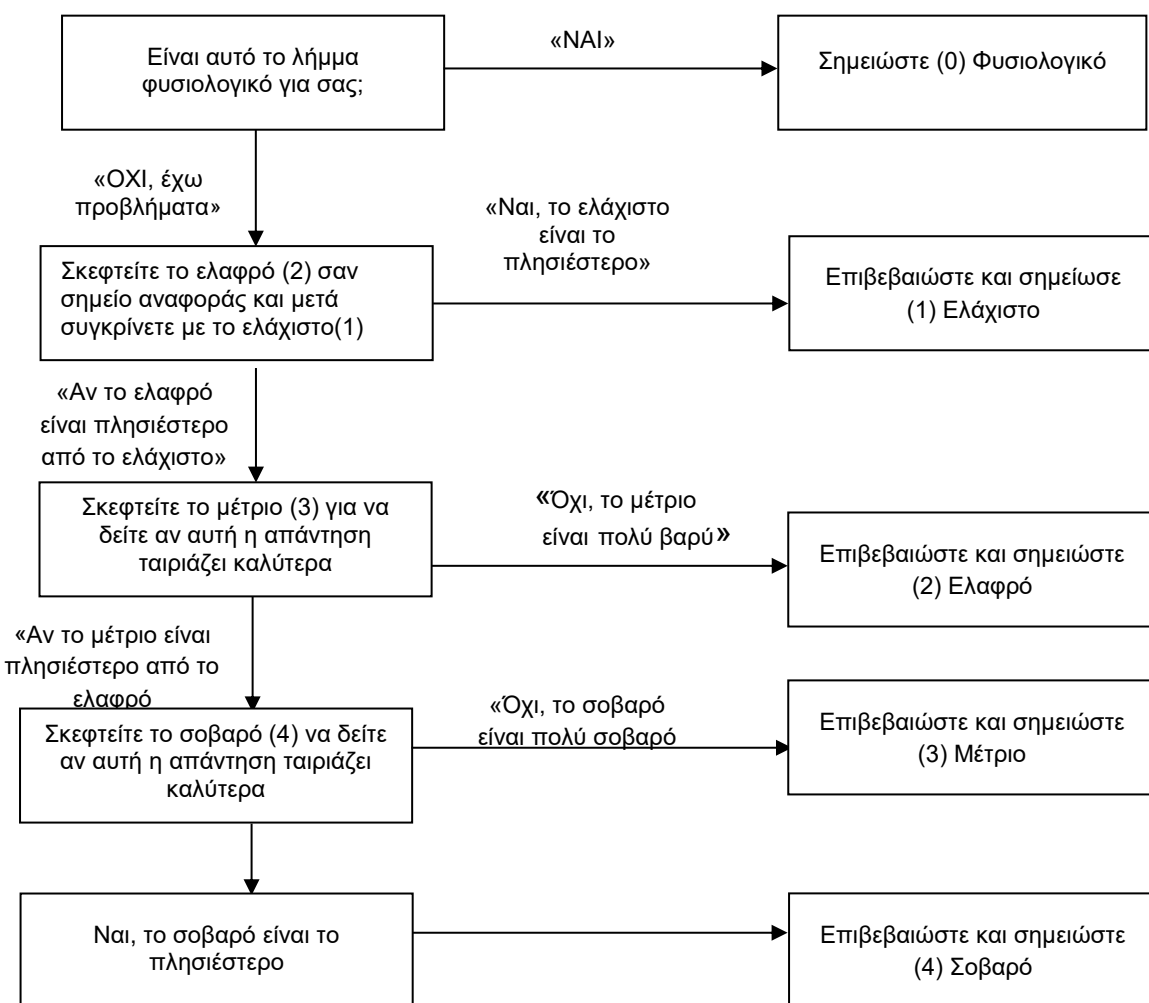 Είναι αυτό το λήμμα
φυσιολογικό για σας;
«ΝΑΙ»
Σημειώστε (0) Φυσιολογικό
«ΟΧΙ, έχω
προβλήματα»
«Ναι, το ελάχιστο
είναι το
πλησιέστερο»
Σκεφτείτε το ελαφρό (2) σαν
σημείο αναφοράς και μετά
συγκρίνετε με το ελάχιστο(1)
Επιβεβαιώστε και σημείωσε
(1) Ελάχιστο
«Αν το ελαφρό
είναι πλησιέστερο
από το ελάχιστο»
Σκεφτείτε το μέτριο (3) για να
δείτε αν αυτή η απάντηση
ταιριάζει καλύτερα
«Όχι, το μέτριο
είναι πολύ βαρύ»
Επιβεβαιώστε και σημειώστε
(2) Ελαφρό
«Αν το μέτριο είναι
πλησιέστερο από το
ελαφρό
Σκεφτείτε το σοβαρό (4) να δείτε
αν αυτή η απάντηση ταιριάζει
καλύτερα
«Όχι, το σοβαρό
είναι πολύ σοβαρό
Επιβεβαιώστε και σημειώστε
(3) Μέτριο
Ναι, το σοβαρό είναι το
πλησιέστερο
Επιβεβαιώστε και σημειώστε
(4) Σοβαρό